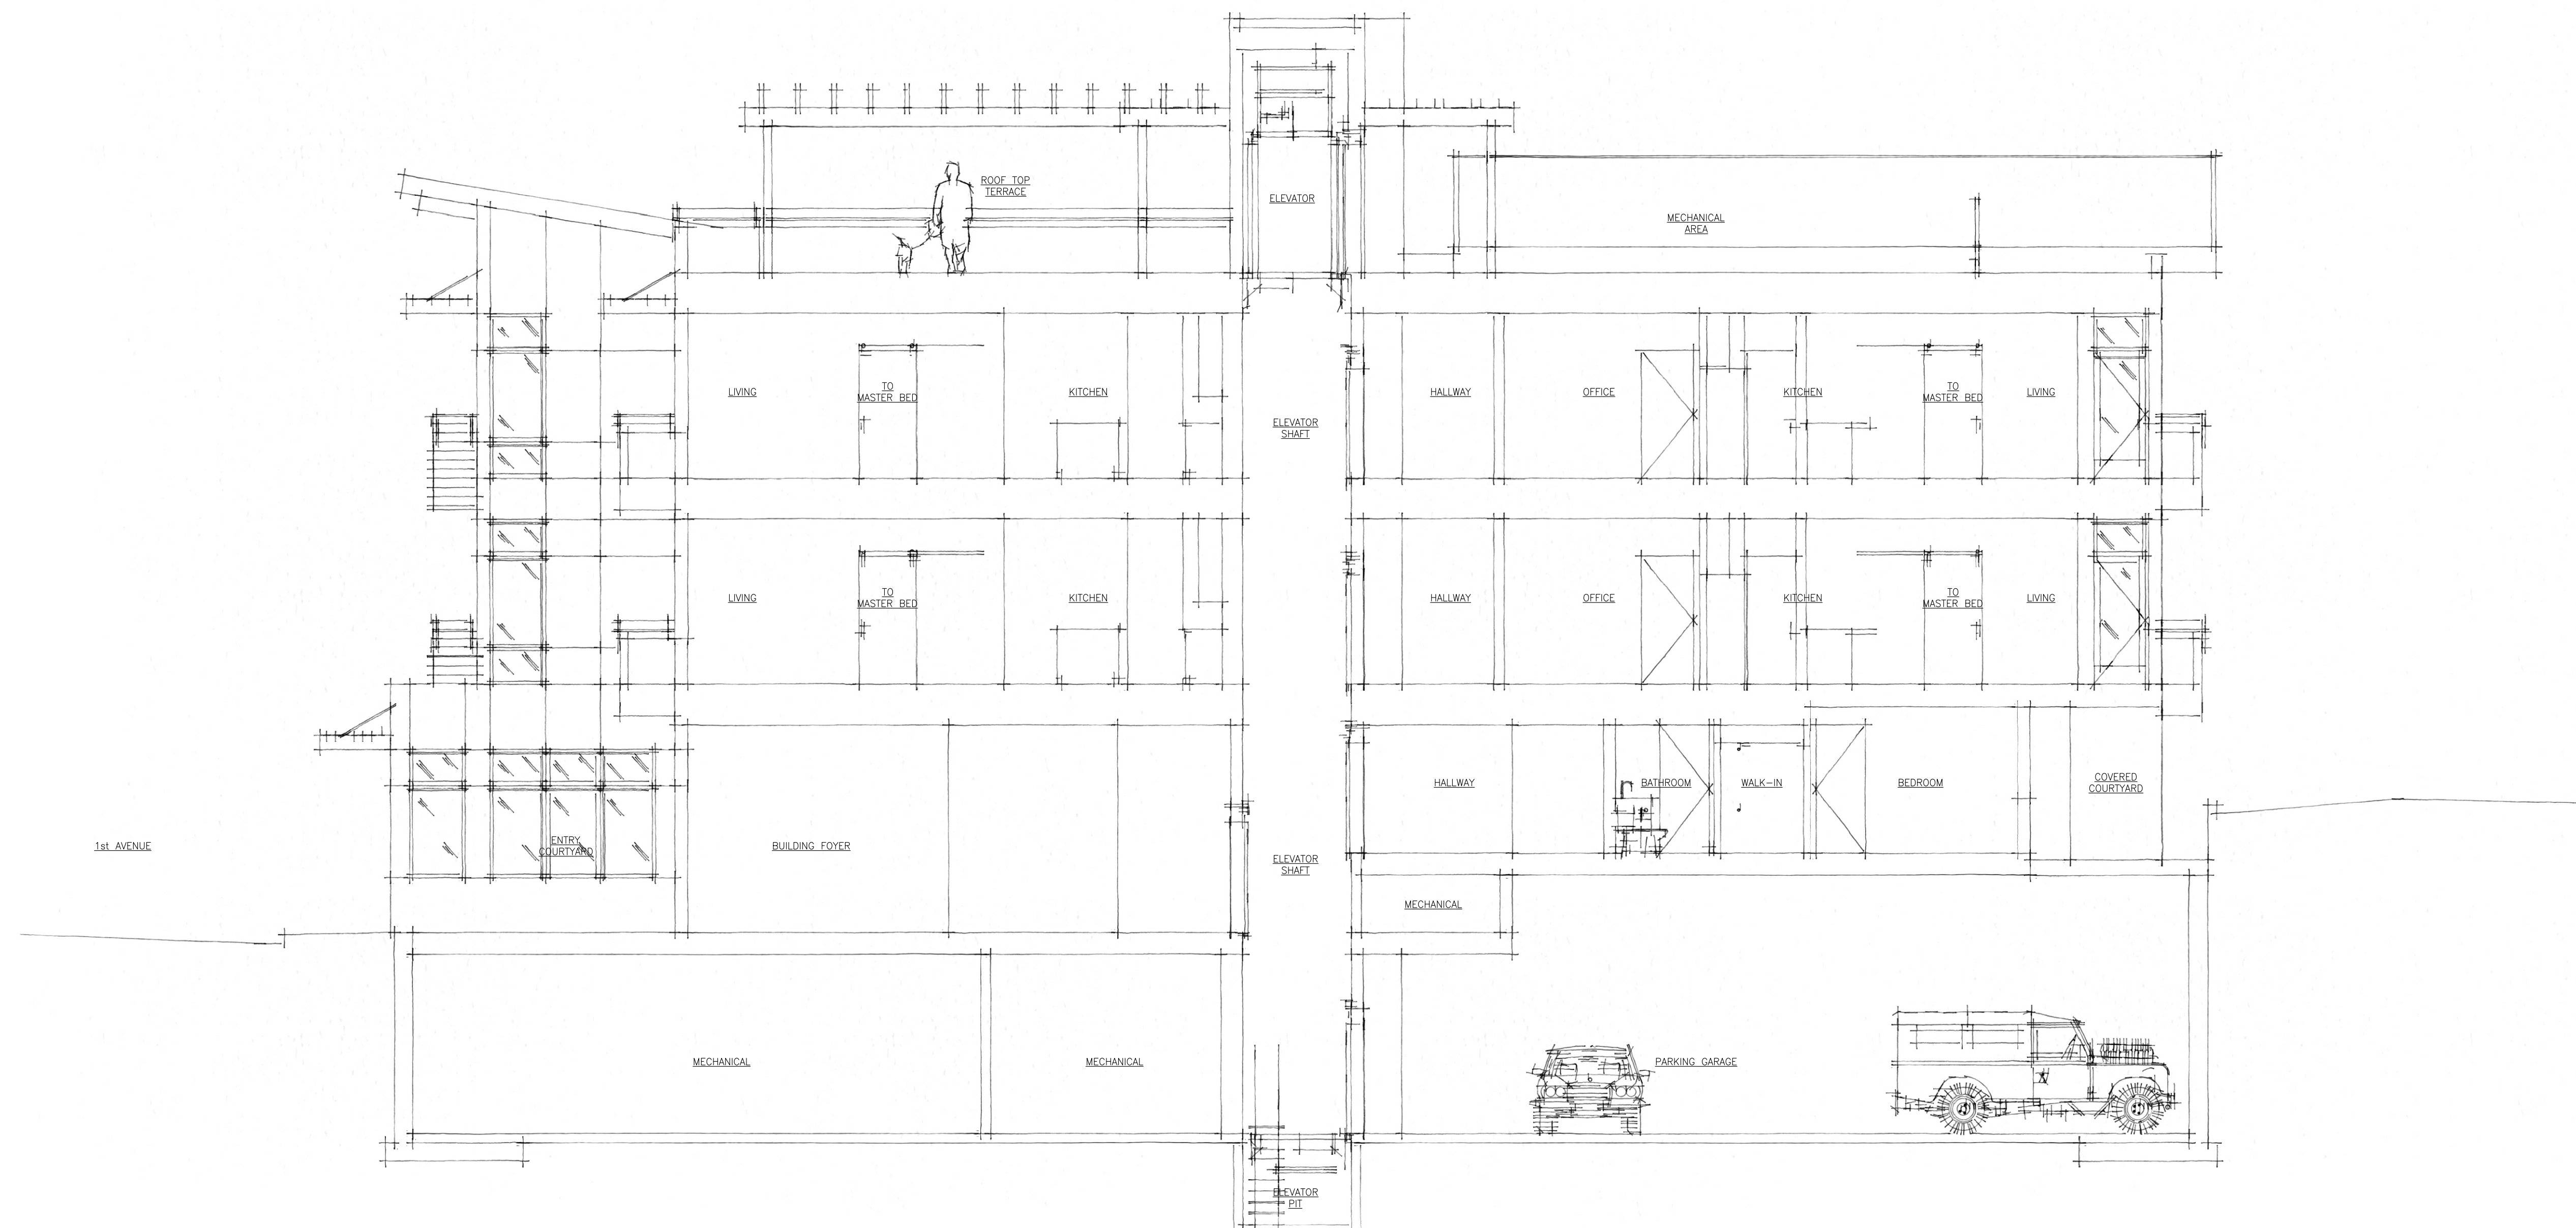 ROOF TOP
TERRACE
ELEVATOR
MECHANICAL
AREA
LIVING
TO
MASTER BED
KITCHEN
ELEVATOR
SHAFT
HALLWAY
OFFICE
KITCHEN
TO
MASTER BED
LIVING
LIVING
TO
MASTER BED
KITCHEN
HALLWAY
OFFICE
KITCHEN
TO
MASTER BED
LIVING
HALLWAY
BATHROOM
WALK-IN
BEDROOM
COVERED
COURTYARD
1st AVENUE
ENTRY
COURTYARD
BUILDING FOYER
ELEVATOR
SHAFT
MECHANICAL
MECHANICAL
MECHANICAL
PARKING GARAGE
ELEVATOR
PIT